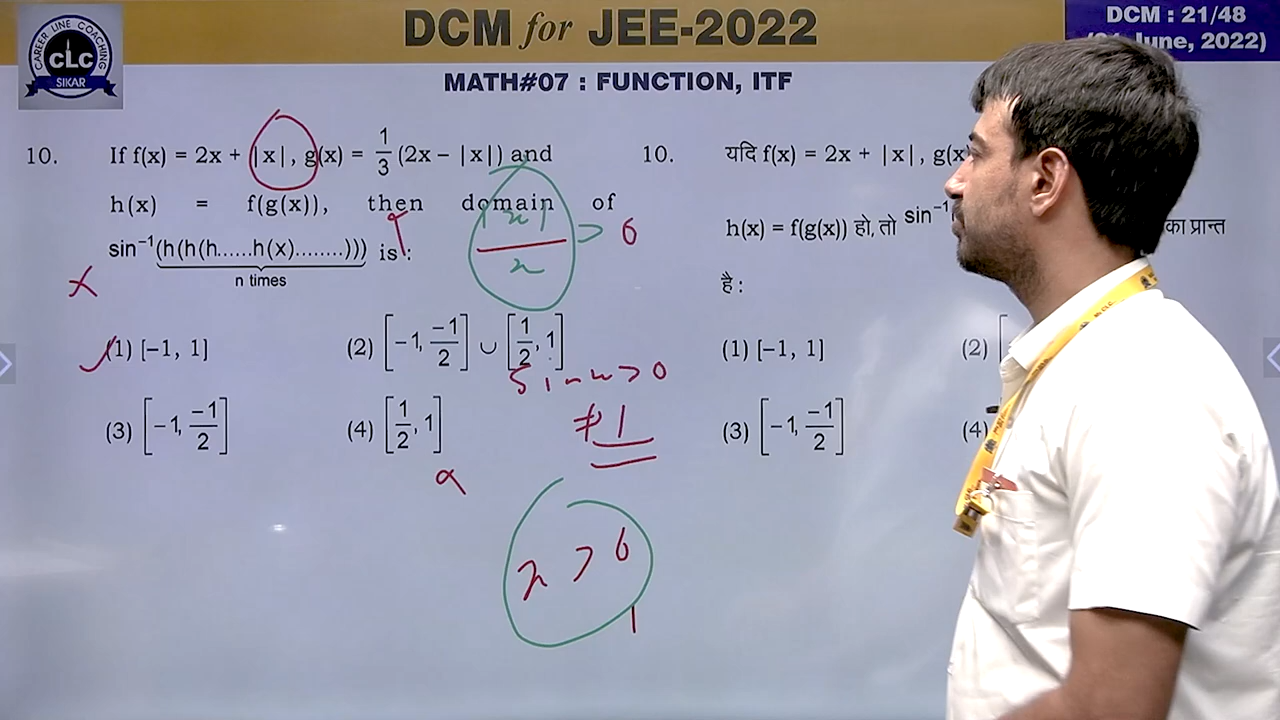 DCM for JEE-2022
DCM : 21/48
June, 2022)
CAREER LINE COACHING
CLC
SIKAR
MATH#07 : FUNCTION, ITF
10. If f(x) = 2x + |x|, g(x) = 1/3 (2x – |x|) and
h(x) = f(g(x)), then domain of
sin⁻¹(h(h(h......h(x)........))) is :
n times
(1) [–1, 1]
(2) [–1, –1/2] ∪ [1/2, 1]
(3) [–1, –1/2]
(4) [1/2, 1]
10. यदि f(x) = 2x + |x|, g(x
h(x) = f(g(x)) हो, तो sin⁻¹
का प्रान्त
है :
(1) [–1, 1]
(2) [
(3) [–1, –1/2]
(4)
> 0
x > 0